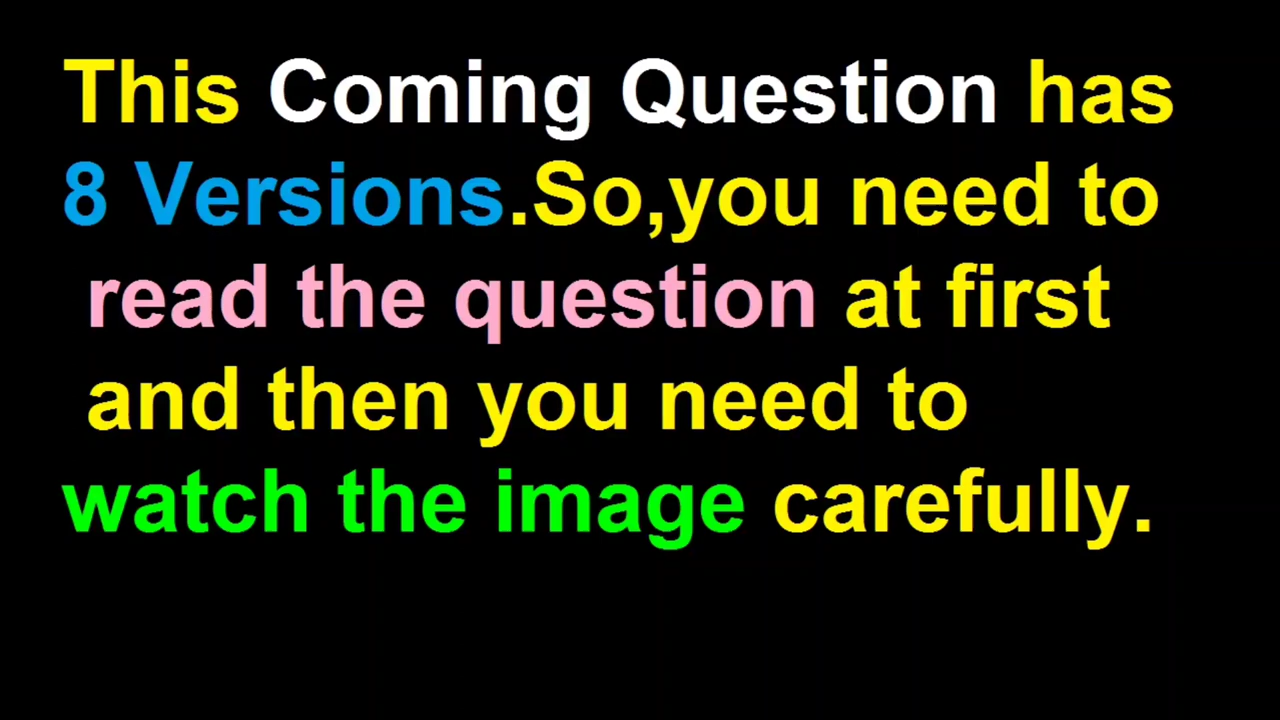 This Coming Question has
8 Versions.So,you need to
read the question at first
and then you need to
watch the image carefully.